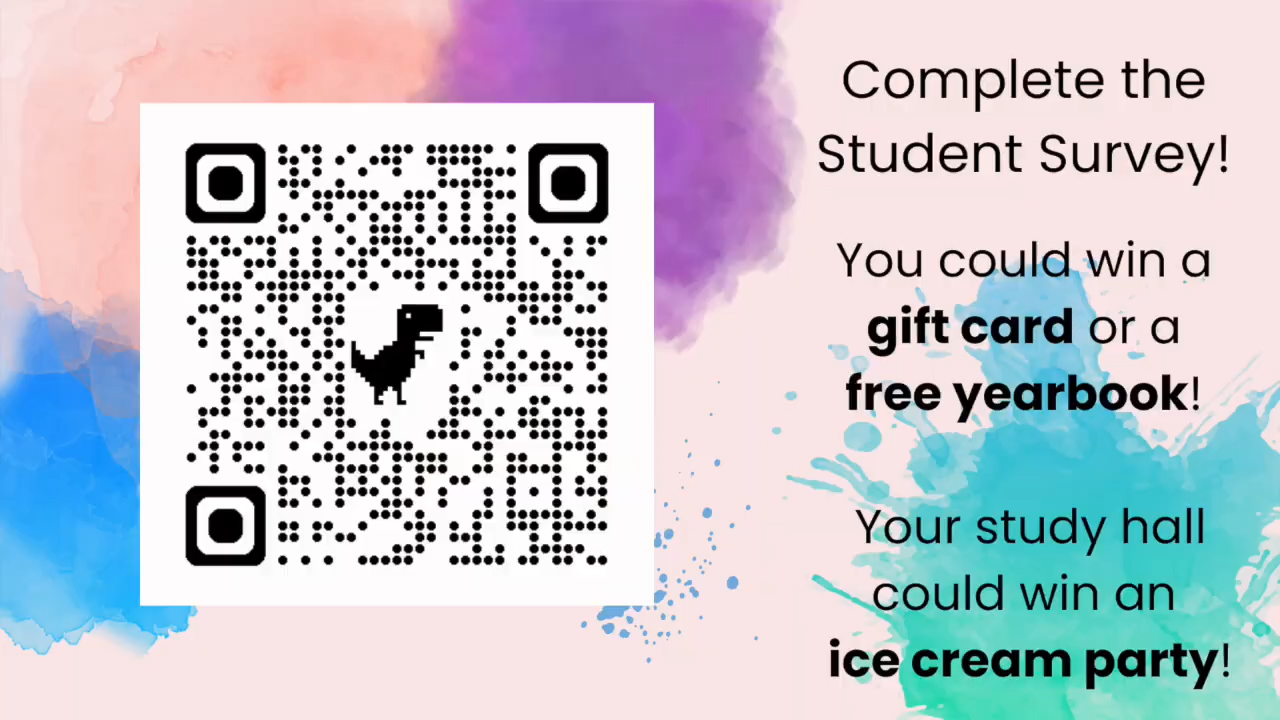 Complete the
Student Survey!
You could win a
gift card or a
free yearbook!
Your study hall
could win an
ice cream party!